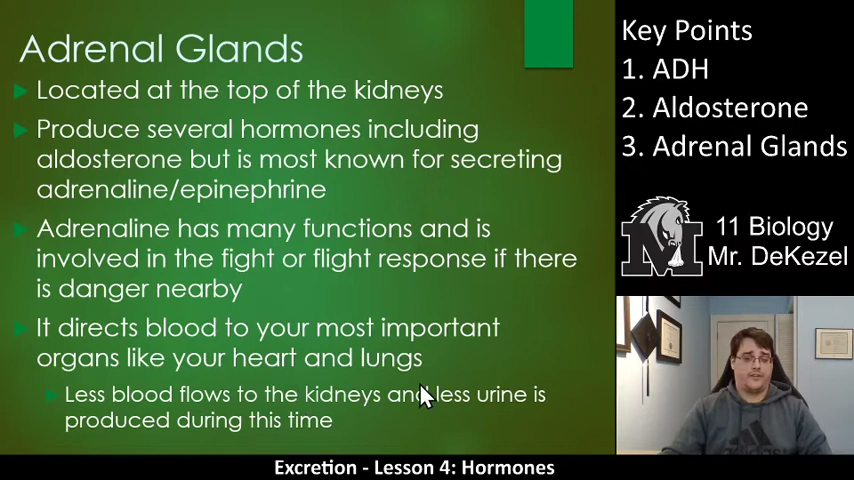 Adrenal Glands
Located at the top of the kidneys
Produce several hormones including
aldosterone but is most known for secreting
adrenaline/epinephrine
Adrenaline has many functions and is
involved in the fight or flight response if there
is danger nearby
It directs blood to your most important
organs like your heart and lungs
Less blood flows to the kidneys and less urine is
produced during this time
Key Points
1. ADH
2. Aldosterone
3. Adrenal Glands
M
11 Biology
Mr. DeKezel
Excretion - Lesson 4: Hormones